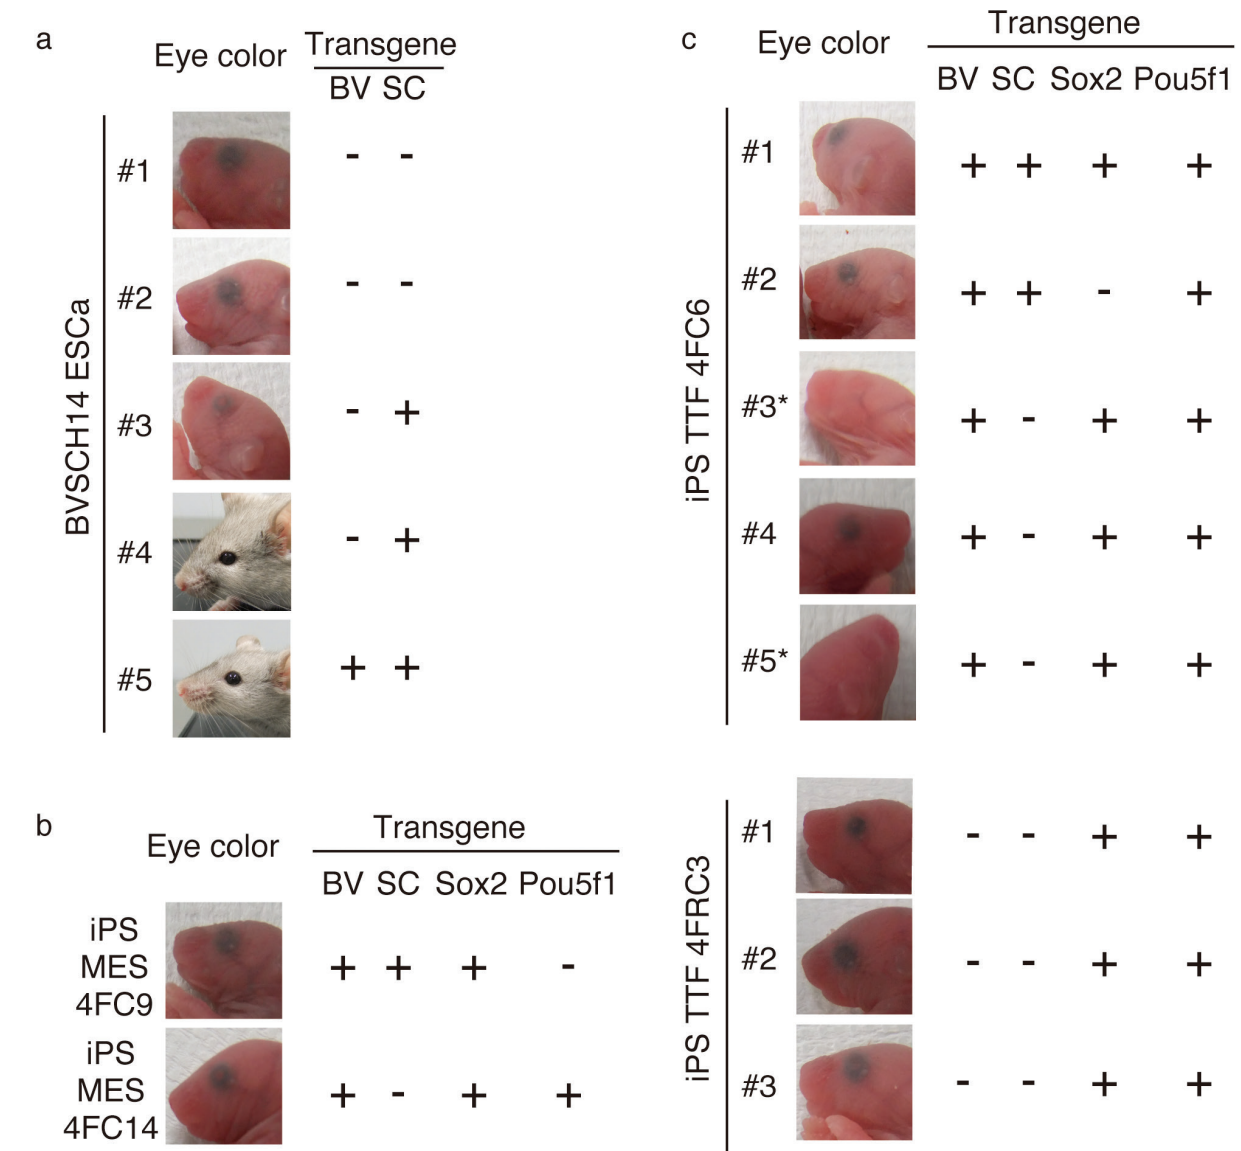 a
Eye color
Transgene
BV SC
BVSCH14 ESCa
#1 - -
#2 - -
#3 - +
#4 - +
#5 + +
b
Eye color
Transgene
BV SC Sox2 Pou5f1
iPS
MES
4FC9
+ + + -
iPS
MES
4FC14
+ - + +
c
Eye color
Transgene
BV SC Sox2 Pou5f1
iPS TTF 4FC6
#1 + + + +
#2 + + - +
#3* + - + +
#4 + - + +
#5* + - + +
iPS TTF 4FRC3
#1 - - + +
#2 - - + +
#3 - - + +